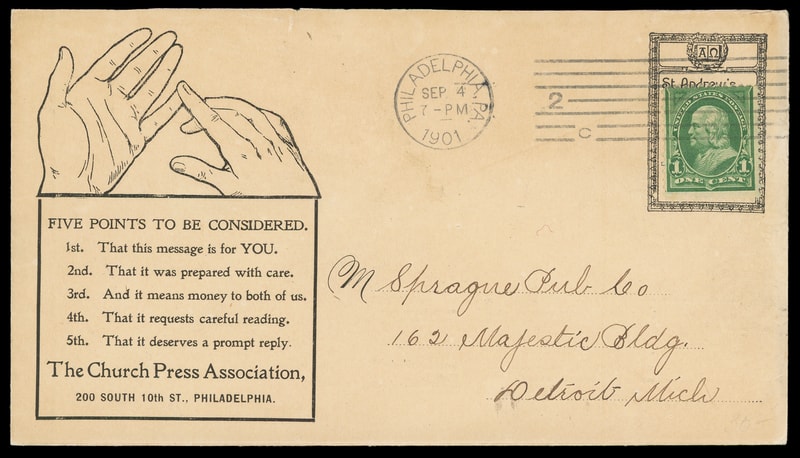 PHILADELPHIA, PA.
SEP 4
7-PM
1901
2
C
ΑΩ
St. Andrew's
UNITED STATES POSTAGE
1 1
ONE CENT
FIVE POINTS TO BE CONSIDERED.
1st. That this message is for YOU.
2nd. That it was prepared with care.
3rd. And it means money to both of us.
4th. That it requests careful reading.
5th. That it deserves a prompt reply.
The Church Press Association,
200 SOUTH 10th ST., PHILADELPHIA.
M Sprague Pub Co
162 Majestic Bldg.
Detroit Mich